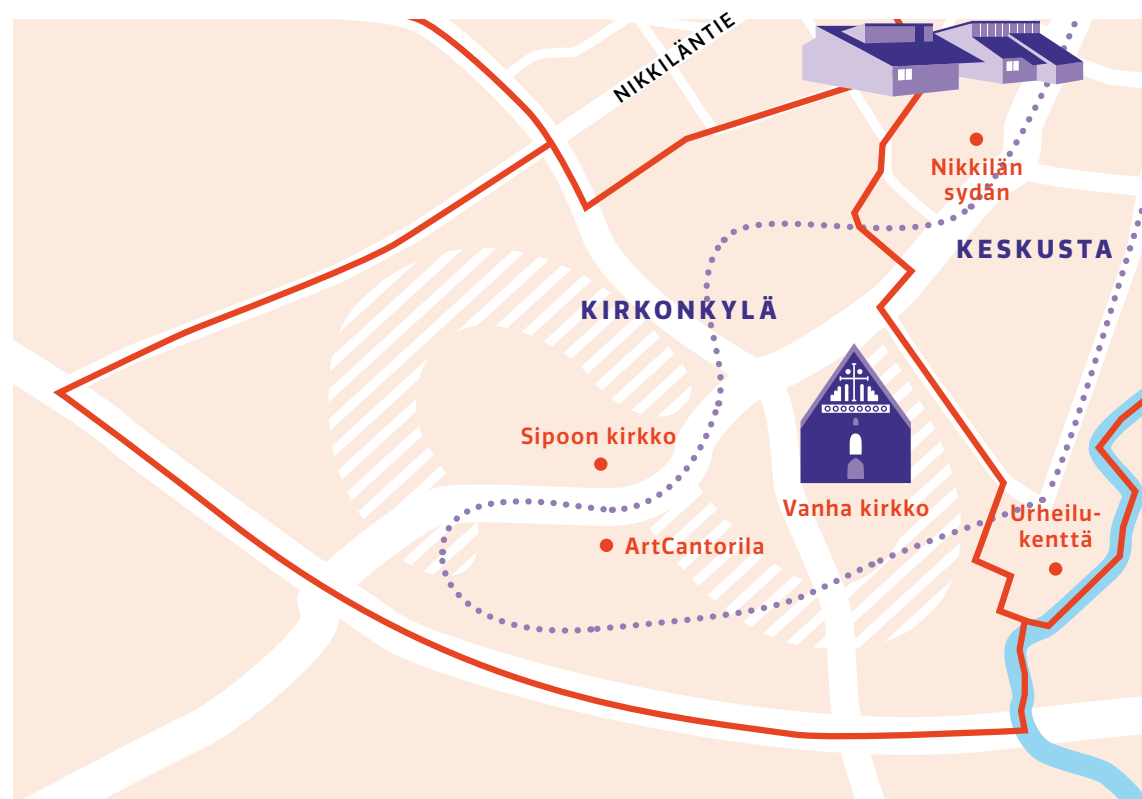 NIKKILÄNTIE
Nikkilän
sydän
KESKUSTA
KIRKONKYLÄ
Sipoon kirkko
Vanha kirkko
Urheilu-
kenttä
ArtCantorila